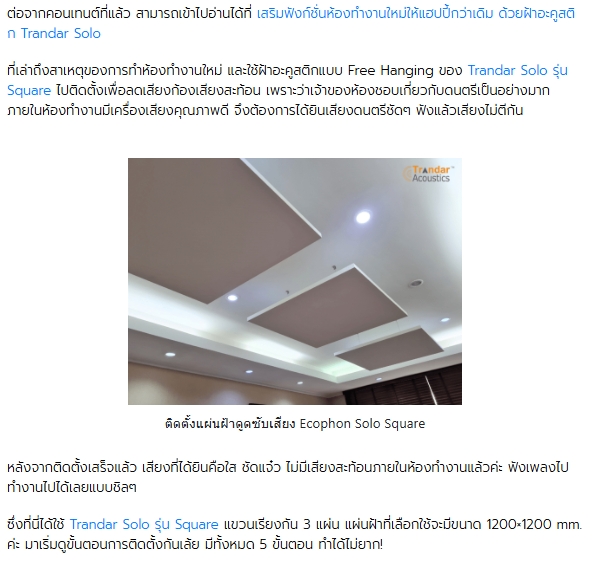 ต่อจากคอนเทนต์ที่แล้ว สามารถเข้าไปอ่านได้ที่ เสริมฟังก์ชั่นห้องทำงานใหม่ให้แฮปปี้กว่าเดิม ด้วยฝ้าอะคูสติ
ก Trandar Solo
ที่เล่าถึงสาเหตุของการทำห้องทำงานใหม่ และใช้ฝ้าอะคูสติกแบบ Free Hanging ของ Trandar Solo รุ่น
Square ไปติดตั้งเพื่อลดเสียงก้องเสียงสะท้อน เพราะว่าเจ้าของห้องชอบเกี่ยวกับดนตรีเป็นอย่างมาก
ภายในห้องทำงานมีเครื่องเสียงคุณภาพดี จึงต้องการได้ยินเสียงดนตรีชัดๆ ฟังแล้วเสียงไม่ตีกัน
Trandar™
Acoustics
ติดตั้งแผ่นฝ้าดูดซับเสียง Ecophon Solo Square
หลังจากติดตั้งเสร็จแล้ว เสียงที่ได้ยินคือใส ชัดแจ๋ว ไม่มีเสียงสะท้อนภายในห้องทำงานแล้วค่ะ ฟังเพลงไป
ทำงานไปได้เลยแบบชิลๆ
ซึ่งที่นี่ได้ใช้ Trandar Solo รุ่น Square แขวนเรียงกัน 3 แผ่น แผ่นฝ้าที่เลือกใช้จะมีขนาด 1200×1200 mm.
ค่ะ มาเริ่มดูขั้นตอนการติดตั้งกันเล้ย มีทั้งหมด 5 ขั้นตอน ทำได้ไม่ยาก!